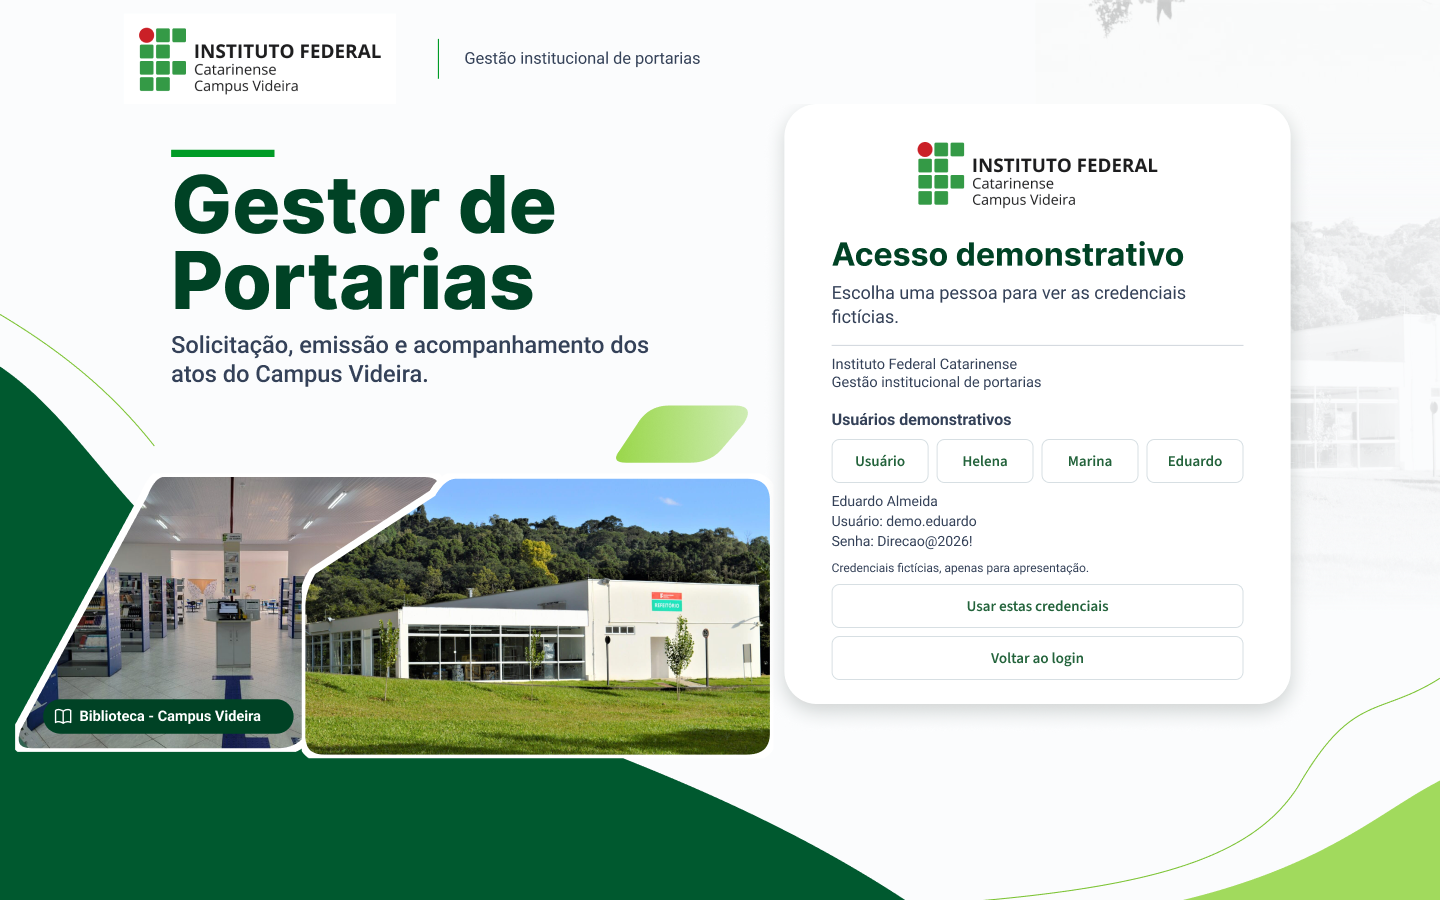 INSTITUTO FEDERAL
Catarinense
Campus Videira
Gestão institucional de portarias
Gestor de
Portarias
Solicitação, emissão e acompanhamento dos
atos do Campus Videira.
Biblioteca - Campus Videira
REFEITÓRIO
INSTITUTO FEDERAL
Catarinense
Campus Videira
Acesso demonstrativo
Escolha uma pessoa para ver as credenciais
fictícias.
Instituto Federal Catarinense
Gestão institucional de portarias
Usuários demonstrativos
Usuário
Helena
Marina
Eduardo
Eduardo Almeida
Usuário: demo.eduardo
Senha: Direcao@2026!
Credenciais fictícias, apenas para apresentação.
Usar estas credenciais
Voltar ao login